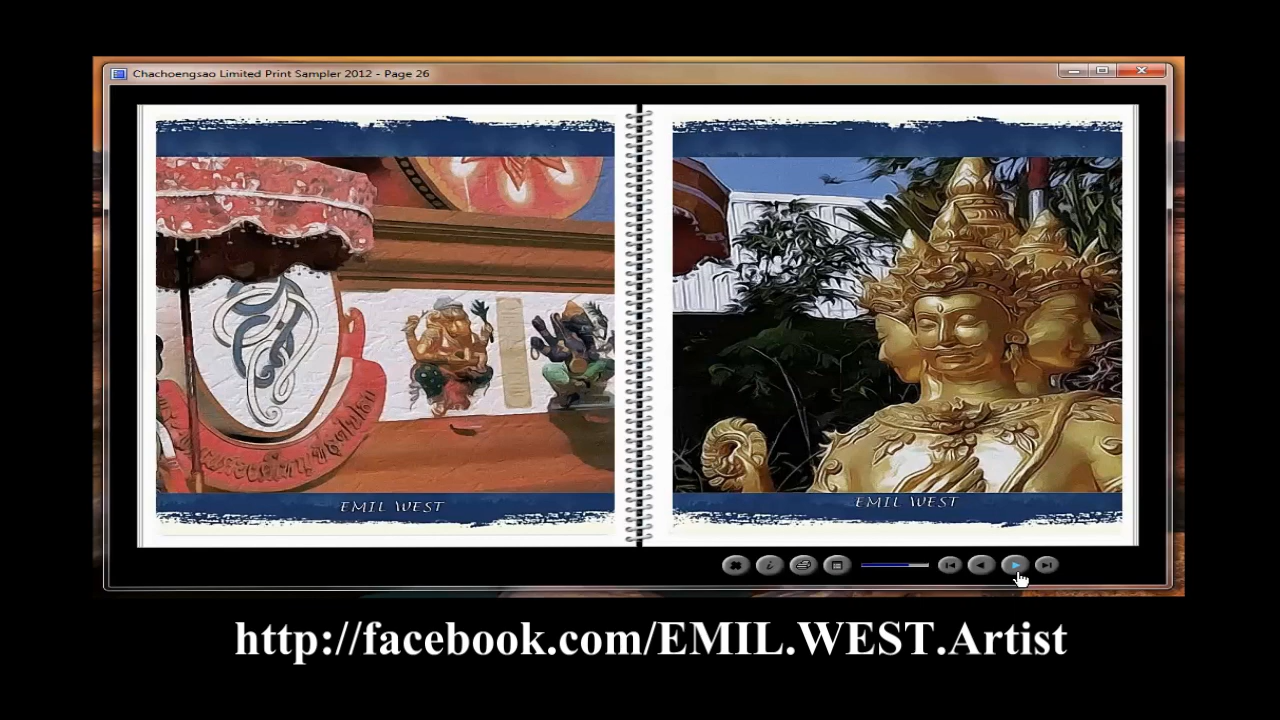 Chachoengsao Limited Print Sampler 2012 - Page 26
EMIL WEST
EMIL WEST
http://facebook.com/EMIL.WEST.Artist